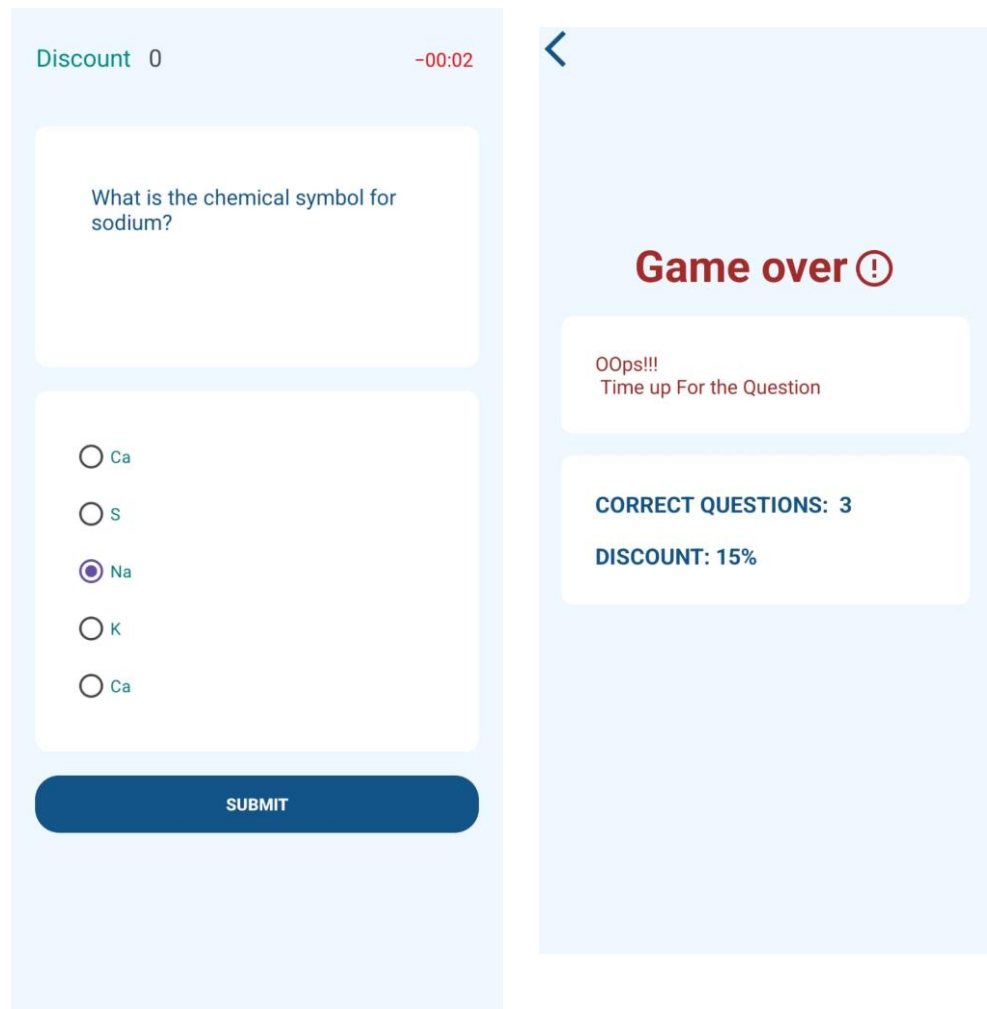 Discount 0
-00:02
What is the chemical symbol for
sodium?
Ca
S
Na
K
Ca
SUBMIT
Game over
OOps!!!
Time up For the Question
CORRECT QUESTIONS: 3
DISCOUNT: 15%